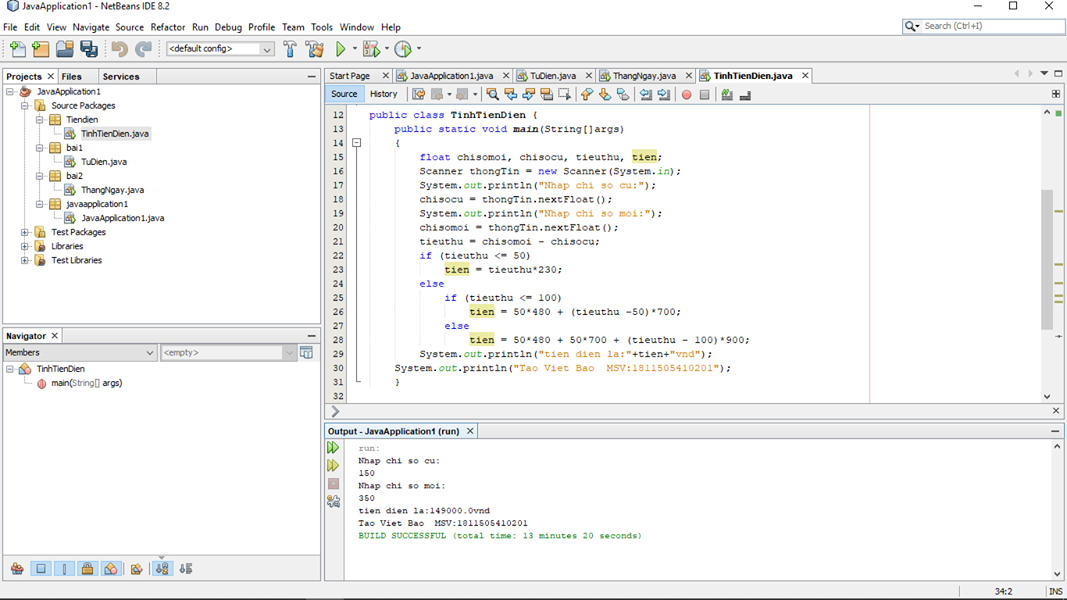 JavaApplication1 - NetBeans IDE 8.2
File Edit View Navigate Source Refactor Run Debug Profile Team Tools Window Help
Search (Ctrl+I)
<default config>
Projects Files Services
JavaApplication1
Source Packages
Tiendien
TinhTienDien.java
bai1
TuDien.java
bai2
ThangNgay.java
javaapplication1
JavaApplication1.java
Test Packages
Libraries
Test Libraries
Navigator
Members <empty>
TinhTienDien
main(String[] args)
Start Page JavaApplication1.java TuDien.java ThangNgay.java TinhTienDien.java
Source History
12 public class TinhTienDien {
13 public static void main(String[]args)
14 {
15 float chisomoi, chisocu, tieuthu, tien;
16 Scanner thongTin = new Scanner(System.in);
17 System.out.println("Nhap chi so cu:");
18 chisocu = thongTin.nextFloat();
19 System.out.println("Nhap chi so moi:");
20 chisomoi = thongTin.nextFloat();
21 tieuthu = chisomoi - chisocu;
22 if (tieuthu <= 50)
23 tien = tieuthu*230;
24 else
25 if (tieuthu <= 100)
26 tien = 50*480 + (tieuthu -50)*700;
27 else
28 tien = 50*480 + 50*700 + (tieuthu - 100)*900;
29 System.out.println("tien dien la:"+tien+"vnd");
30 System.out.println("Tao Viet Bao  MSV:1811505410201");
31 }
32
Output - JavaApplication1 (run)
run:
Nhap chi so cu:
150
Nhap chi so moi:
350
tien dien la:149000.0vnd
Tao Viet Bao  MSV:1811505410201
BUILD SUCCESSFUL (total time: 13 minutes 20 seconds)
34:2 INS